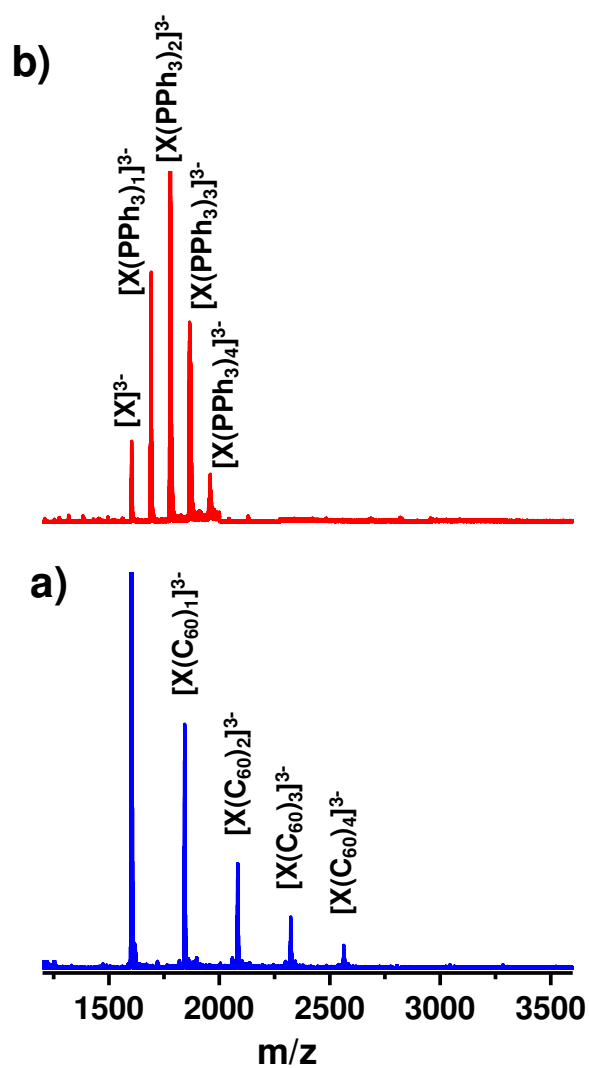 b)
[X]³⁻
[X(PPh₃)₁]³⁻
[X(PPh₃)₂]³⁻
[X(PPh₃)₃]³⁻
[X(PPh₃)₄]³⁻
a)
[X(C₆₀)₁]³⁻
[X(C₆₀)₂]³⁻
[X(C₆₀)₃]³⁻
[X(C₆₀)₄]³⁻
1500 2000 2500 3000 3500
m/z